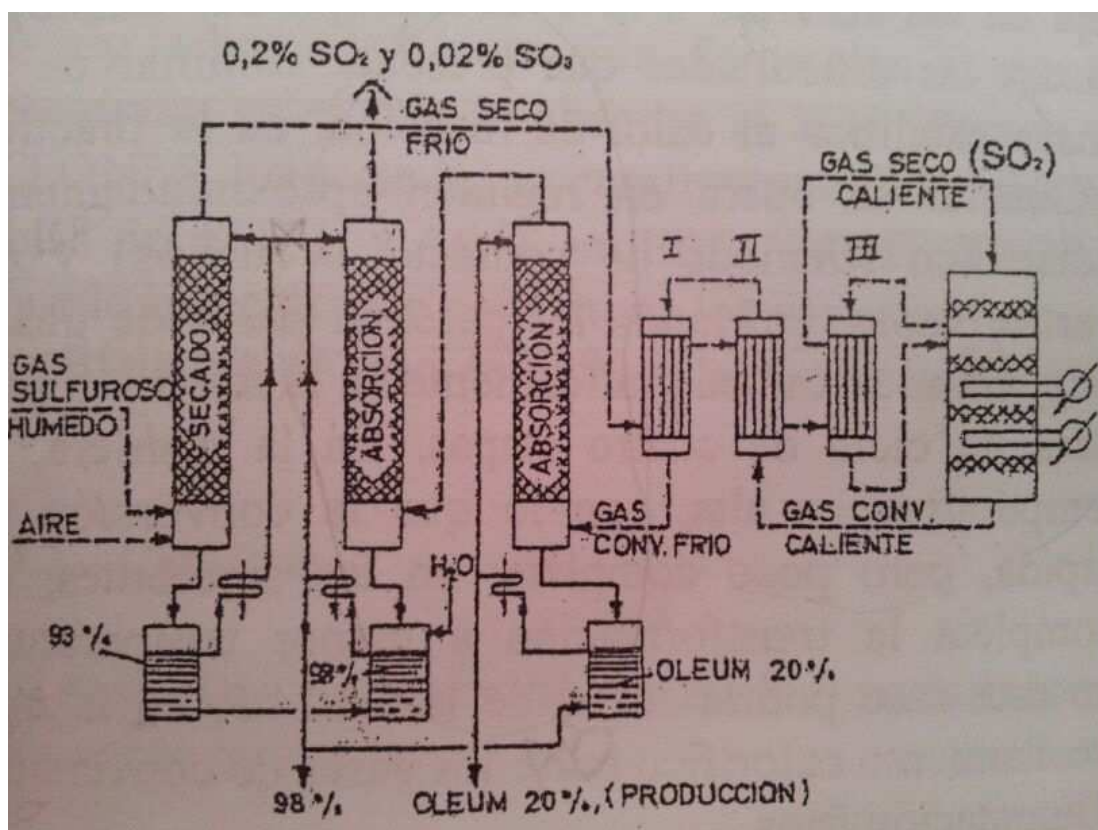 0,2% SO₂ y 0,02% SO₃
GAS SECO
FRIO
GAS SECO (SO₂)
CALIENTE
I II III
SECADO
ABSORCION
ABSORCION
GAS
SULFUROSO
HUMEDO
AIRE
GAS
CONV. FRIO
GAS CONV.
CALIENTE
H₂O
93 %
98 %
OLEUM 20 %
98 %
OLEUM 20 %, (PRODUCCION)